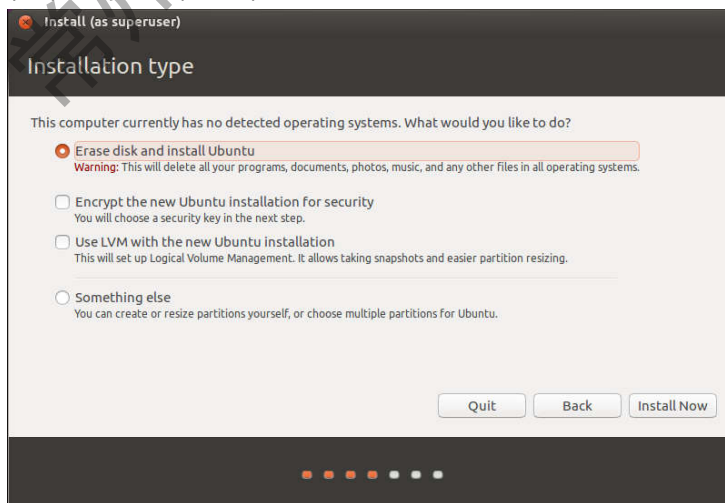 Install (as superuser)
Installation type
This computer currently has no detected operating systems. What would you like to do?
Erase disk and install Ubuntu
Warning: This will delete all your programs, documents, photos, music, and any other files in all operating systems.
Encrypt the new Ubuntu installation for security
You will choose a security key in the next step.
Use LVM with the new Ubuntu installation
This will set up Logical Volume Management. It allows taking snapshots and easier partition resizing.
Something else
You can create or resize partitions yourself, or choose multiple partitions for Ubuntu.
Quit Back Install Now